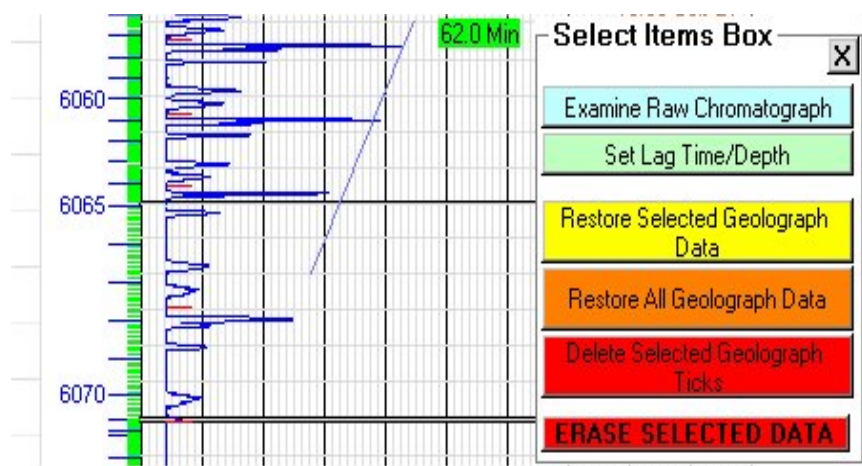 62.0 Min
Select Items Box
X
6060
Examine Raw Chromatograph
Set Lag Time/Depth
6065
Restore Selected Geolograph
Data
Restore All Geolograph Data
Delete Selected Geolograph
Ticks
6070
ERASE SELECTED DATA